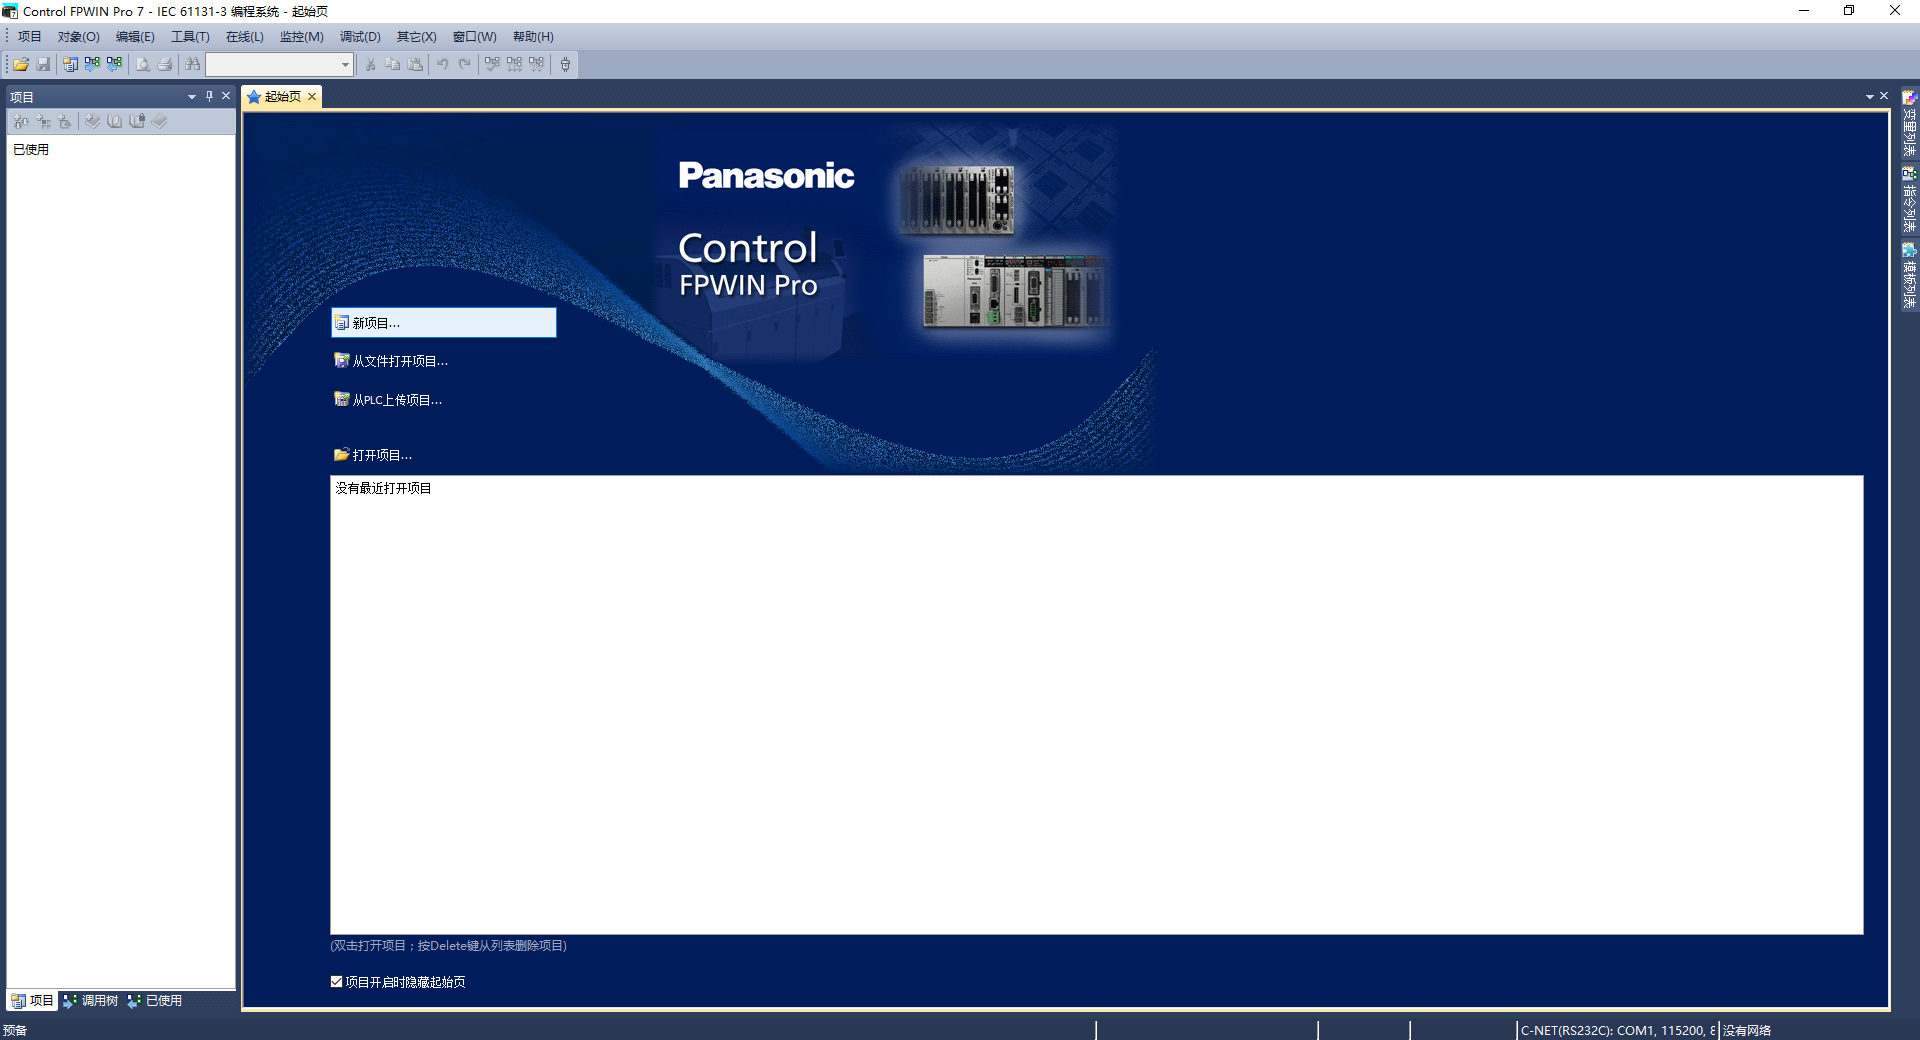 Control FPWIN Pro 7 - IEC 61131-3 编程系统 - 起始页
项目 对象(O) 编辑(E) 工具(T) 在线(L) 监控(M) 调试(D) 其它(X) 窗口(W) 帮助(H)
项目
起始页
已使用
Panasonic
Control
FPWIN Pro
新项目...
从文件打开项目...
从PLC上传项目...
打开项目...
没有最近打开项目
(双击打开项目；按Delete键从列表删除项目)
项目开启时隐藏起始页
变量列表
指令列表
模板列表
项目 调用树 已使用
预备
C-NET(RS232C): COM1, 115200, 8
没有网络